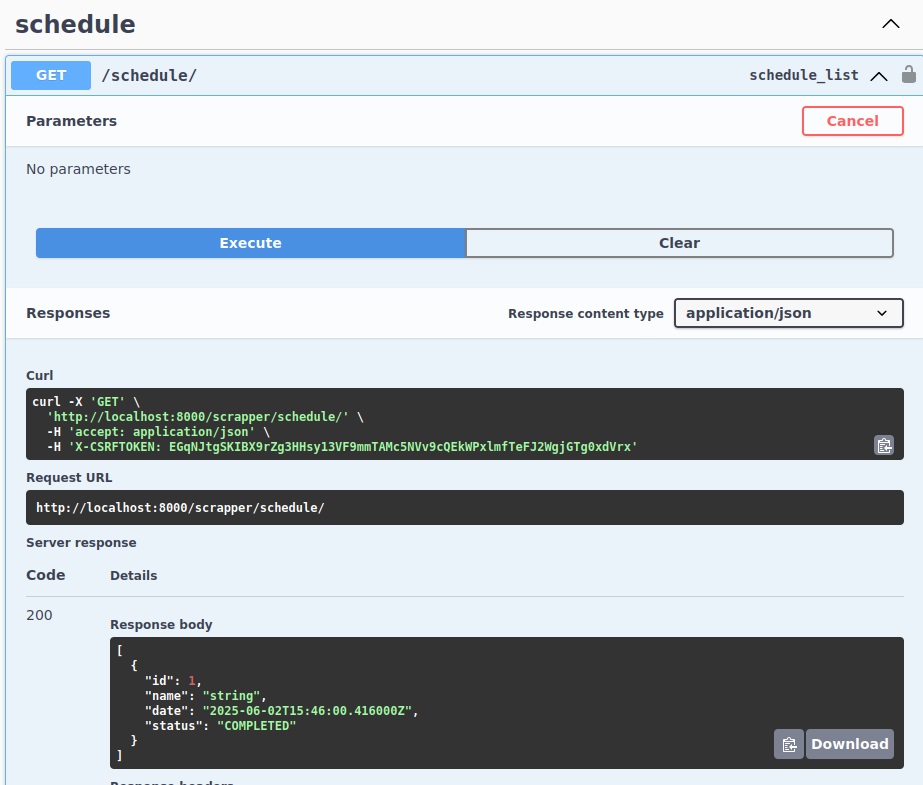 schedule
GET /schedule/ schedule_list
Parameters Cancel
No parameters
Execute Clear
Responses Response content type application/json
Curl
curl -X 'GET' \
'http://localhost:8000/scrapper/schedule/' \
-H 'accept: application/json' \
-H 'X-CSRFTOKEN: EGqNJtgSKIBX9rZg3HHsy13VF9mmTAMc5NVv9cQEkWPxlmfTeFJ2WgjGTg0xdVrx'
Request URL
http://localhost:8000/scrapper/schedule/
Server response
Code Details
200
Response body
[
{
"id": 1,
"name": "string",
"date": "2025-06-02T15:46:00.416000Z",
"status": "COMPLETED"
}
]
Download
Response headers